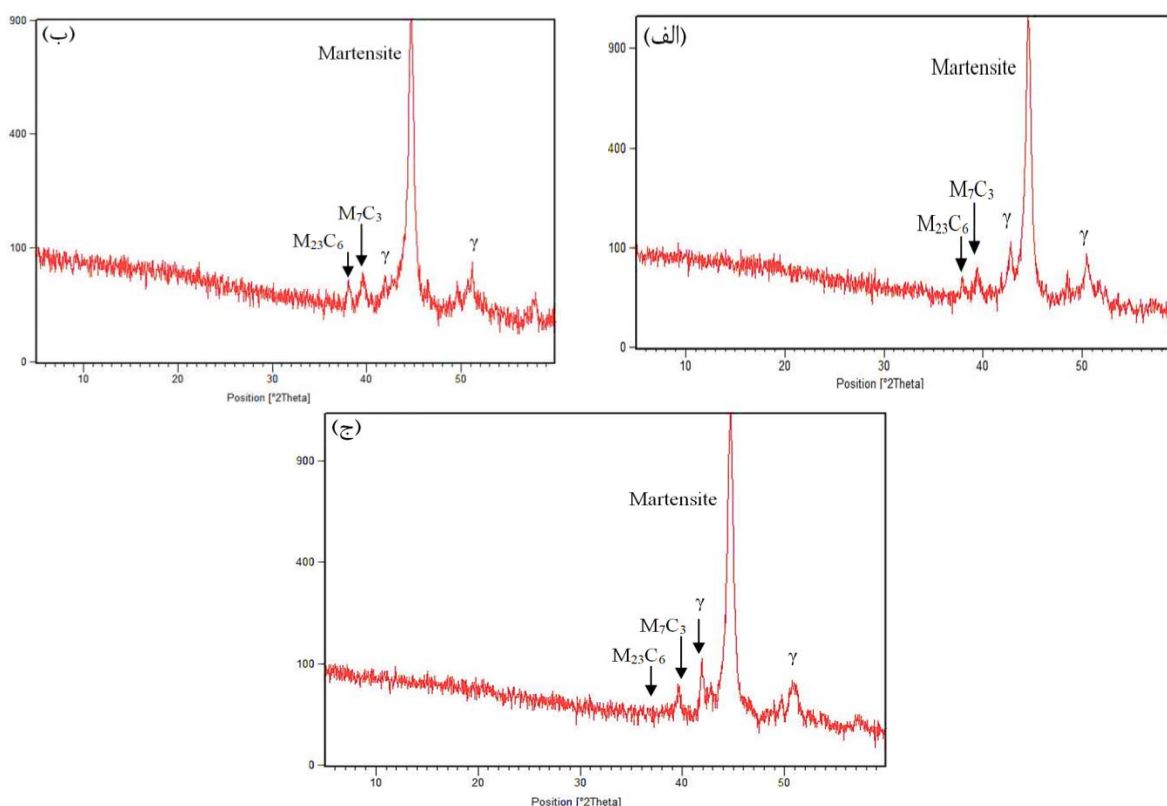 (الف)
900
400
100
0
Martensite
M₇C₃
M₂₃C₆
γ
γ
10
20
30
40
50
Position [°2Theta]
(ب)
900
400
100
0
Martensite
M₇C₃
M₂₃C₆
γ
γ
10
20
30
40
50
Position [°2Theta]
(ج)
900
400
100
0
Martensite
γ
M₇C₃
M₂₃C₆
γ
10
20
30
40
50
Position [°2Theta]